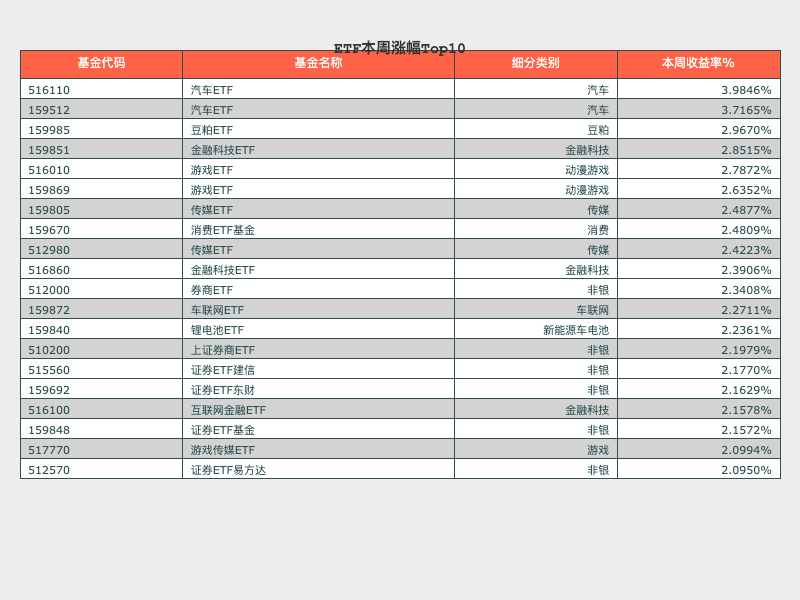 ETF本周涨幅Top10
基金代码 基金名称 细分类别 本周收益率%
516110 汽车ETF 汽车 3.9846%
159512 汽车ETF 汽车 3.7165%
159985 豆粕ETF 豆粕 2.9670%
159851 金融科技ETF 金融科技 2.8515%
516010 游戏ETF 动漫游戏 2.7872%
159869 游戏ETF 动漫游戏 2.6352%
159805 传媒ETF 传媒 2.4877%
159670 消费ETF基金 消费 2.4809%
512980 传媒ETF 传媒 2.4223%
516860 金融科技ETF 金融科技 2.3906%
512000 券商ETF 非银 2.3408%
159872 车联网ETF 车联网 2.2711%
159840 锂电池ETF 新能源车电池 2.2361%
510200 上证券商ETF 非银 2.1979%
515560 证券ETF建信 非银 2.1770%
159692 证券ETF东财 非银 2.1629%
516100 互联网金融ETF 金融科技 2.1578%
159848 证券ETF基金 非银 2.1572%
517770 游戏传媒ETF 游戏 2.0994%
512570 证券ETF易方达 非银 2.0950%